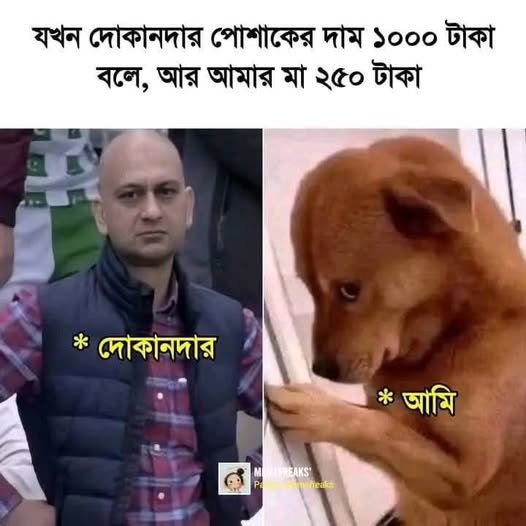 যখন দোকানদার পোশাকের দাম ১০০০ টাকা
বলে, আর আমার মা ২৫০ টাকা
* দোকানদার
* আমি